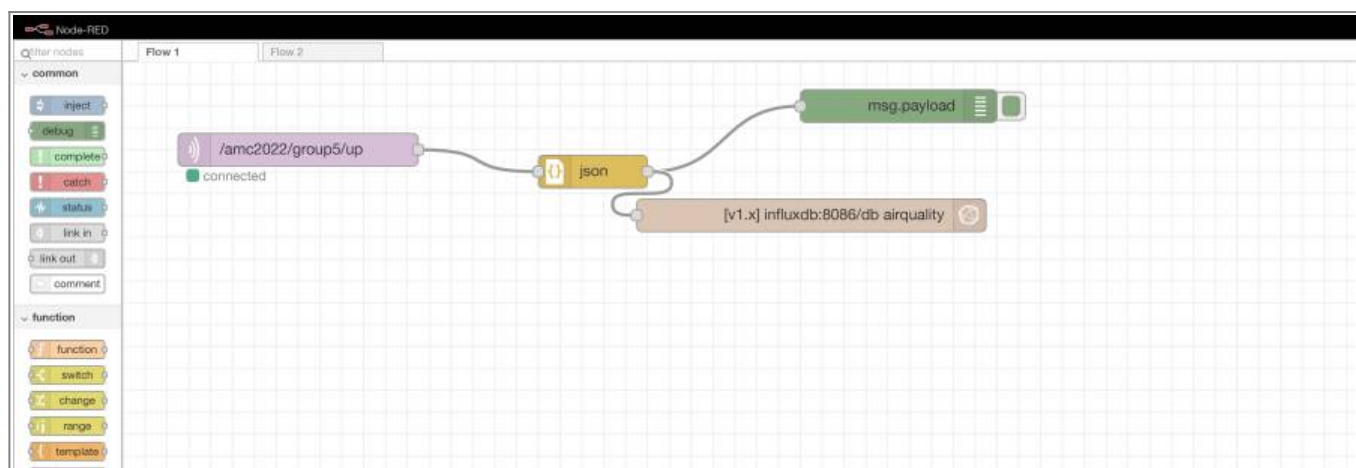 Node-RED
filter nodes
Flow 1
Flow 2
common
inject
debug
complete
catch
status
link in
link out
comment
function
function
switch
change
range
template
/amc2022/group5/up
connected
json
msg.payload
[v1.x] influxdb:8086/db airquality